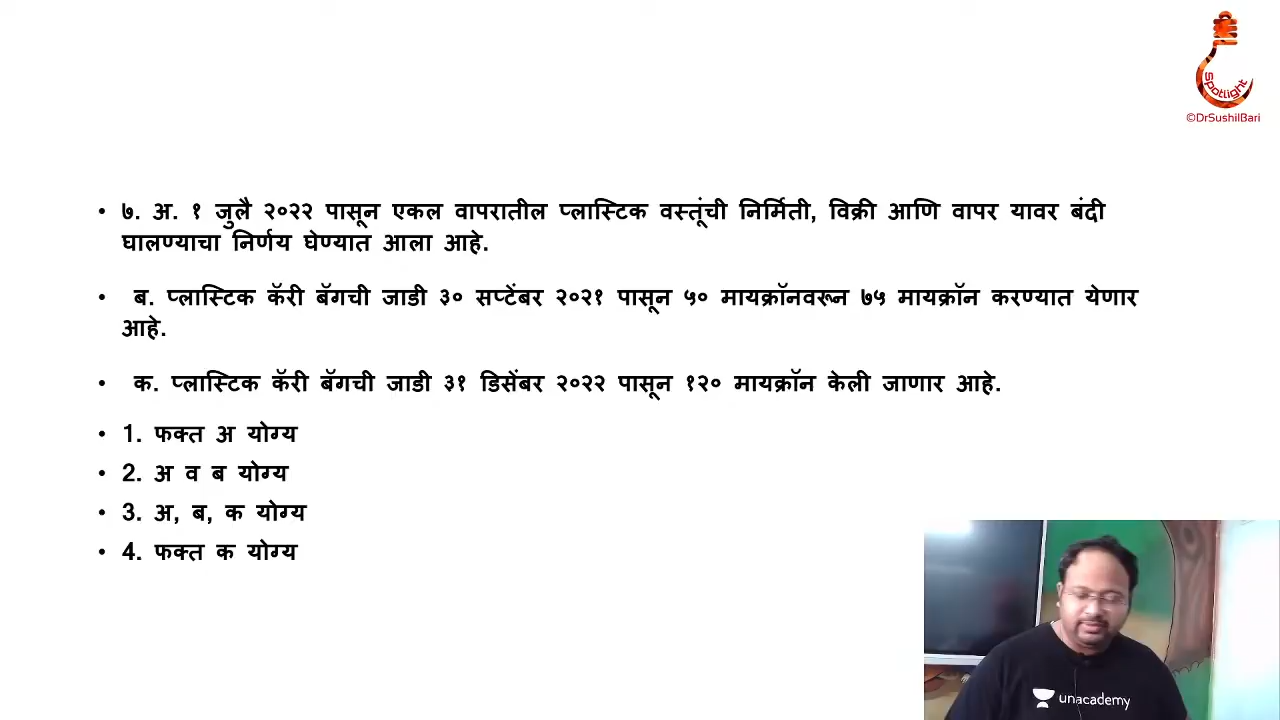 Spotlight
©DrSushilBari
• ७. अ. १ जुलै २०२२ पासून एकल वापरातील प्लास्टिक वस्तूंची निर्मिती, विक्री आणि वापर यावर बंदी
घालण्याचा निर्णय घेण्यात आला आहे.
• ब. प्लास्टिक कॅरी बॅगची जाडी ३० सप्टेंबर २०२१ पासून ५० मायक्रॉनवरून ७५ मायक्रॉन करण्यात येणार
आहे.
• क. प्लास्टिक कॅरी बॅगची जाडी ३१ डिसेंबर २०२२ पासून १२० मायक्रॉन केली जाणार आहे.
• 1. फक्त अ योग्य
• 2. अ व ब योग्य
• 3. अ, ब, क योग्य
• 4. फक्त क योग्य
unacademy